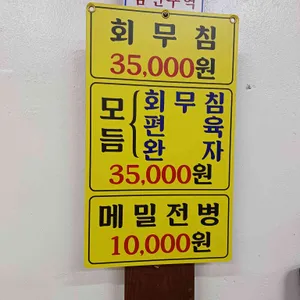 회무침
35,000원
모듬 { 회무침
편육
완자
35,000원
메밀전병
10,000원